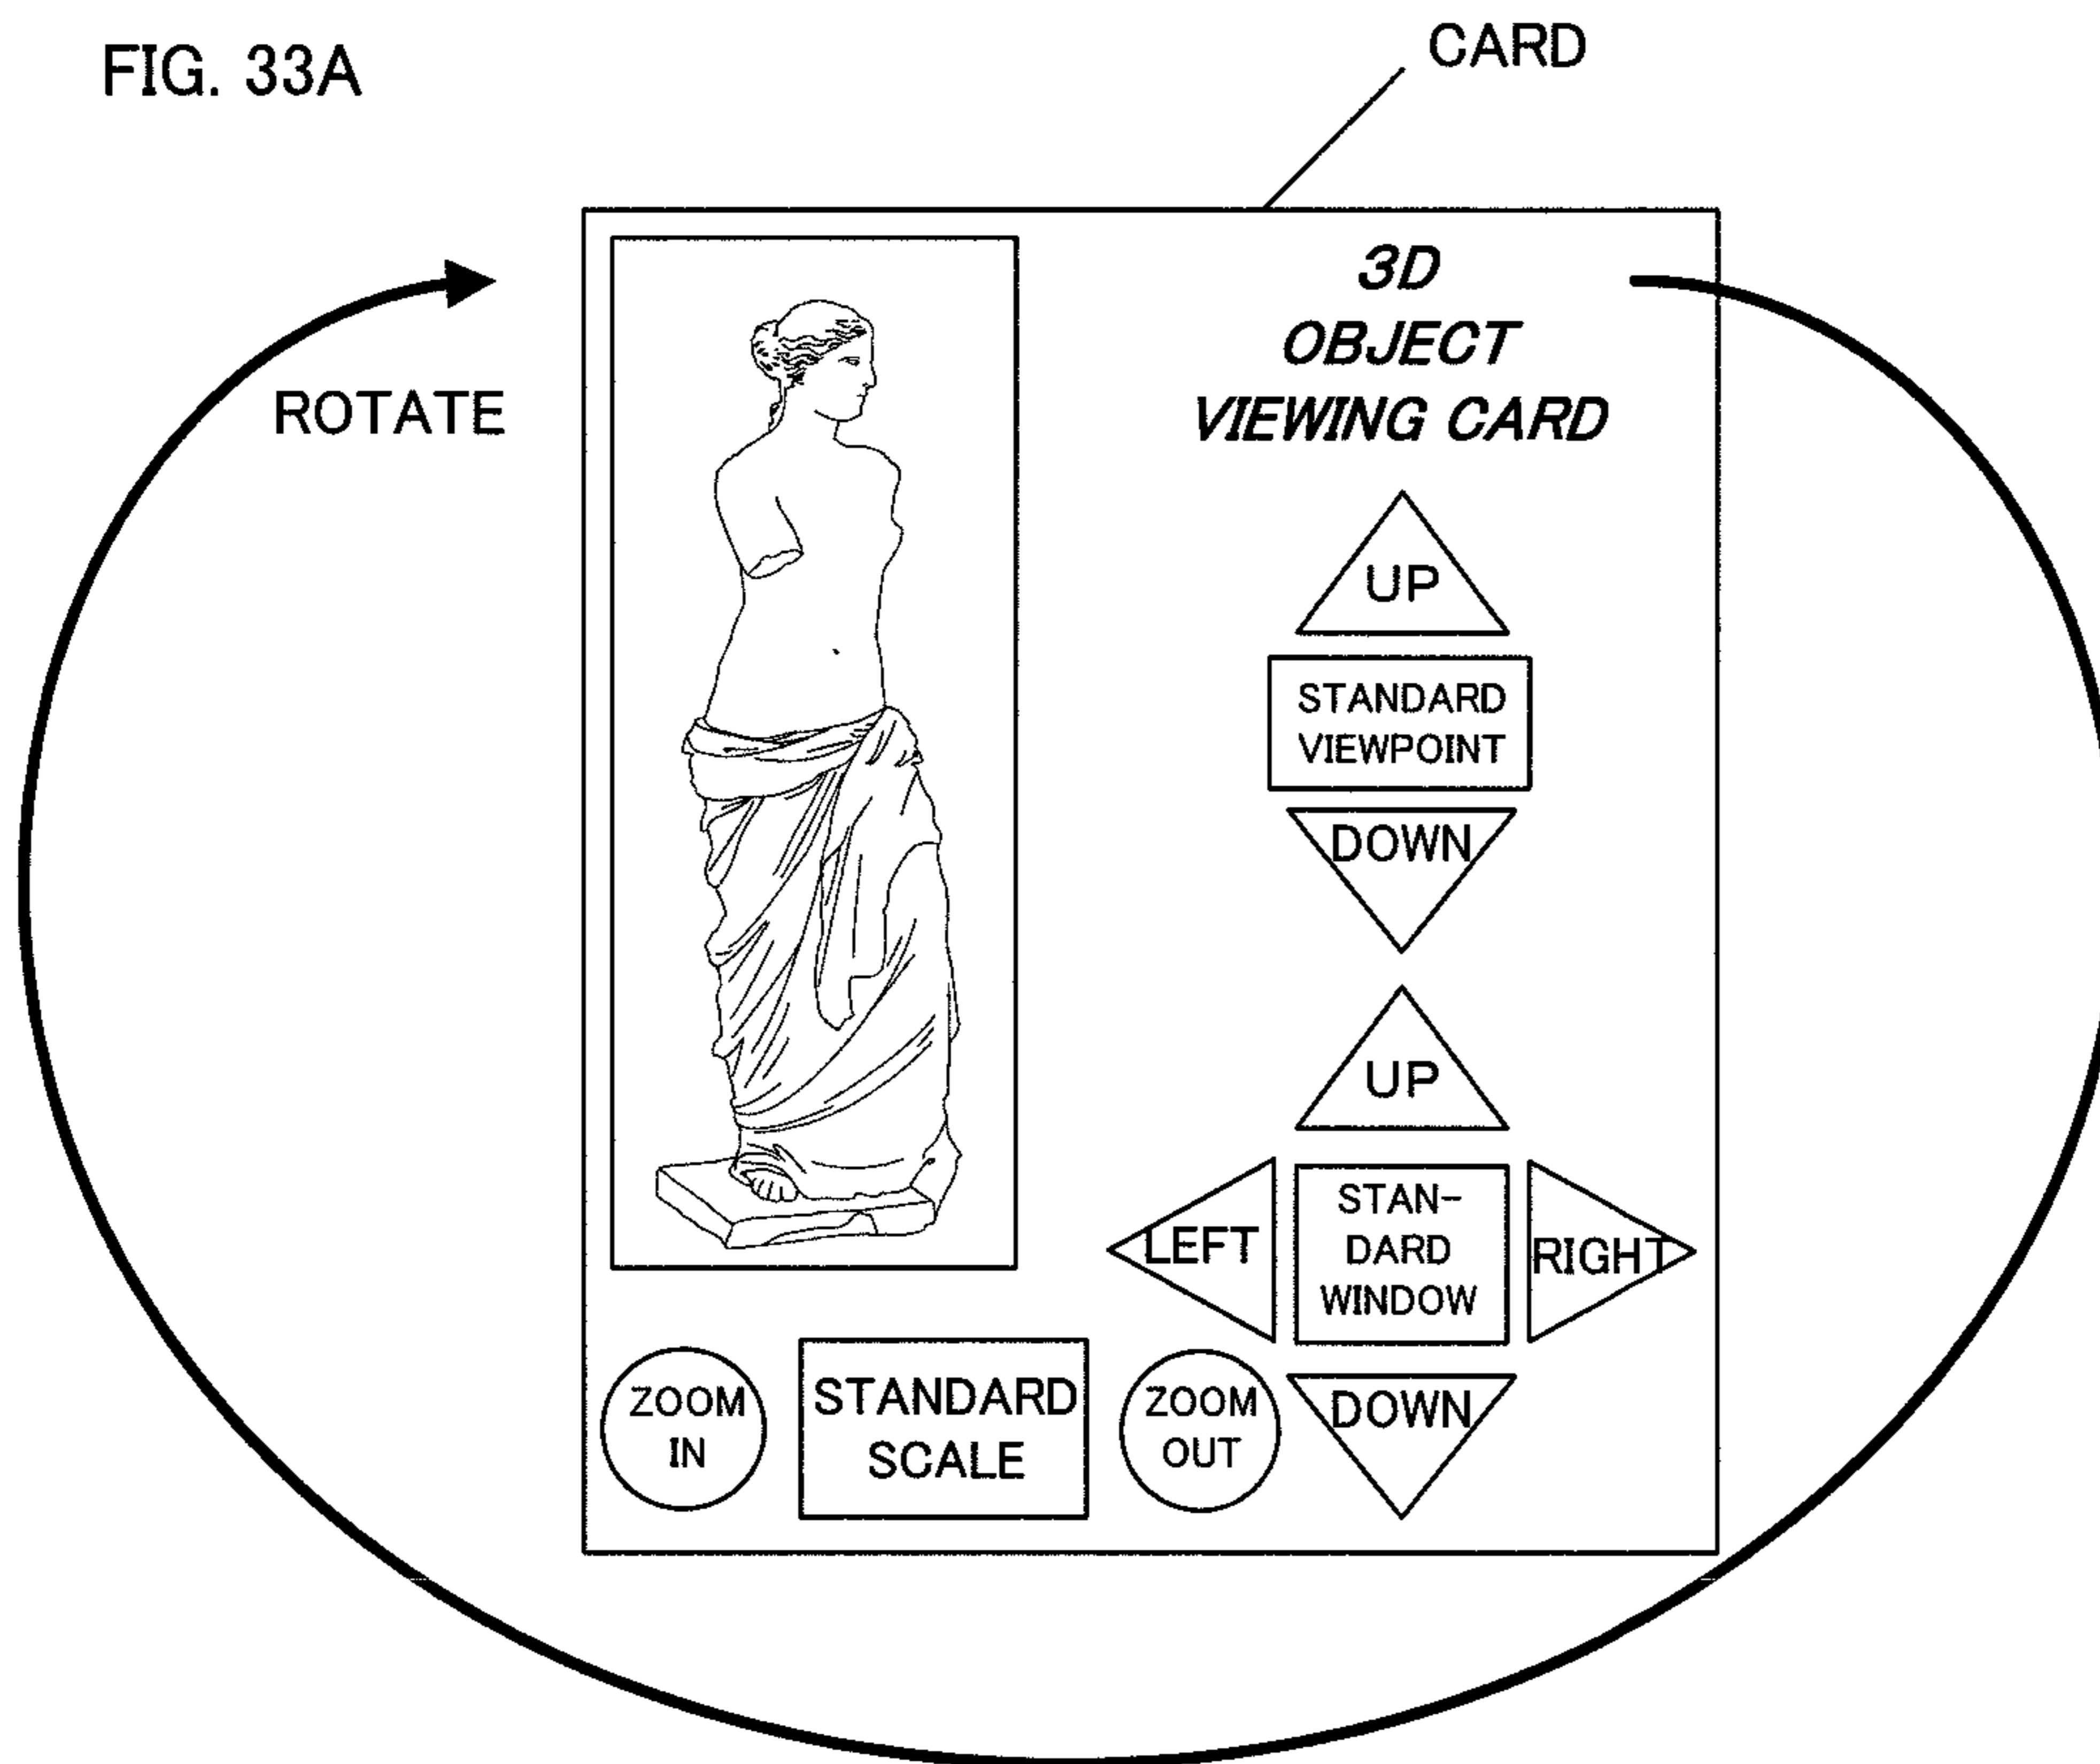 FIG. 33A
CARD
ROTATE
3D
OBJECT
VIEWING CARD
UP
STANDARD
VIEWPOINT
DOWN
UP
LEFT
STAN-
DARD
WINDOW
RIGHT
ZOOM
IN
STANDARD
SCALE
ZOOM
OUT
DOWN